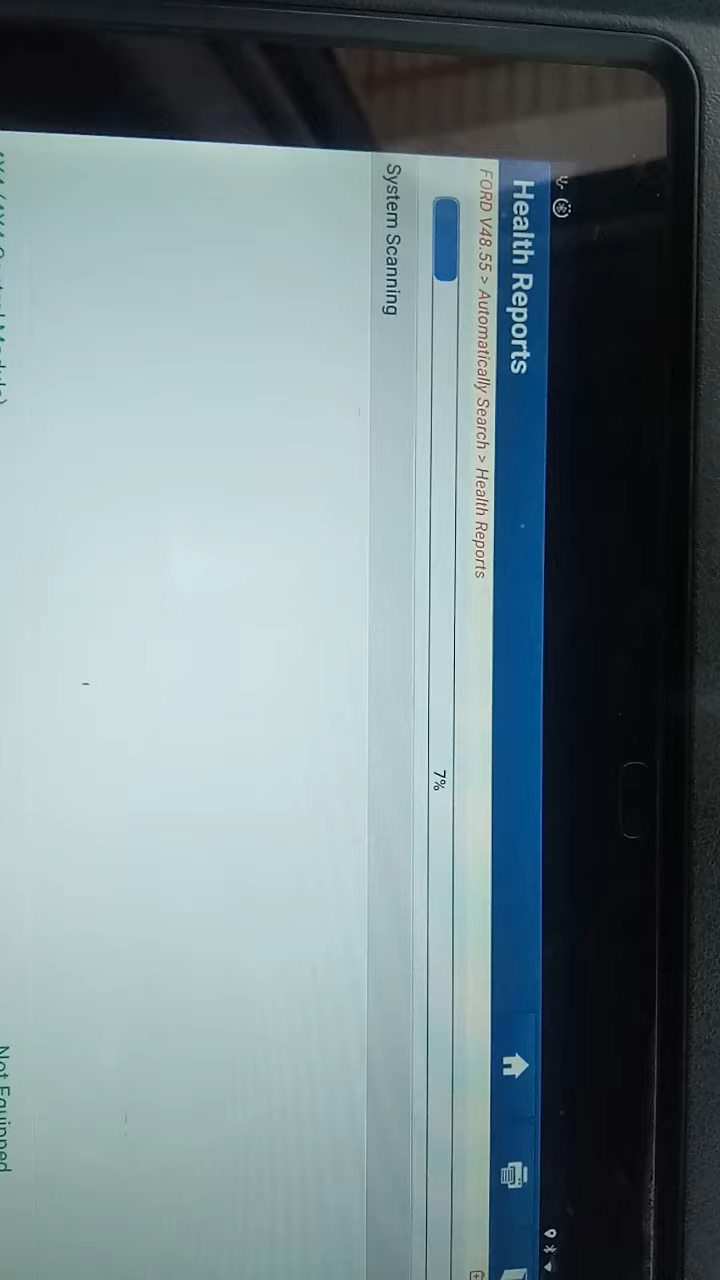 Health Reports
FORD V48.55 > Automatically Search > Health Reports
7%
System Scanning
Not Equipped